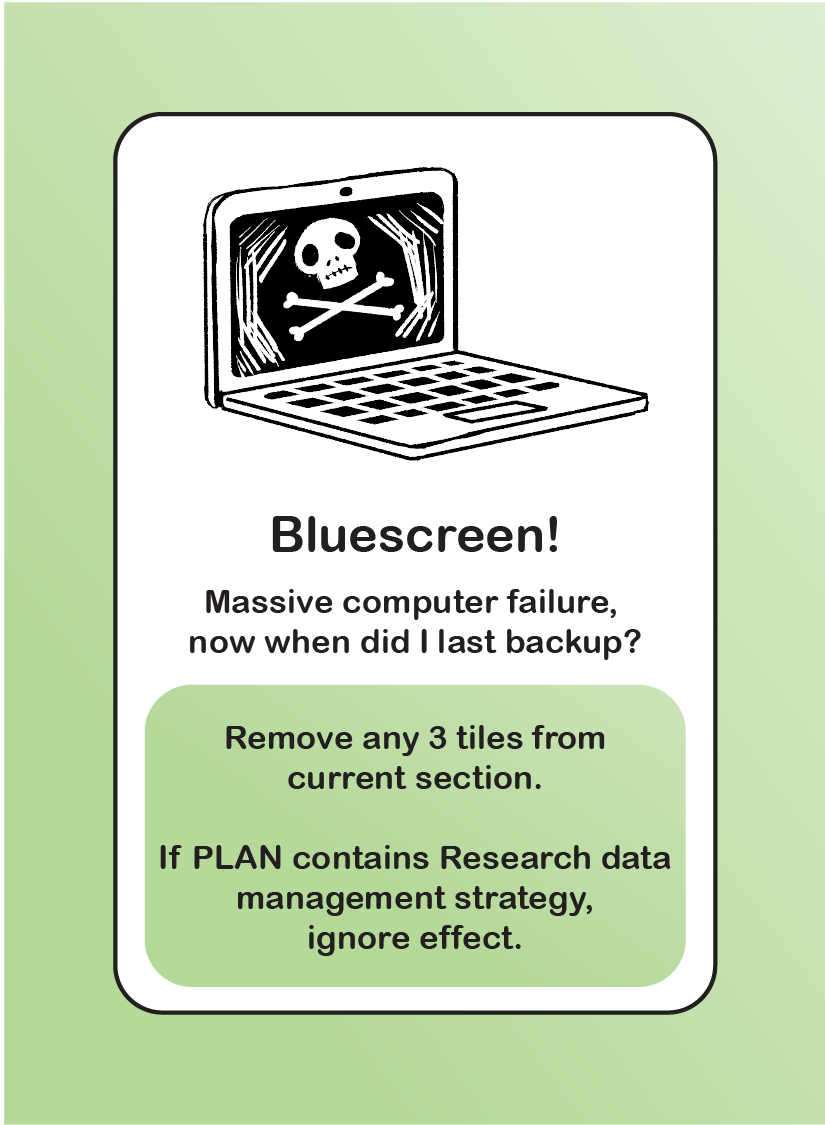 Bluescreen!
Massive computer failure,
now when did I last backup?
Remove any 3 tiles from
current section.
If PLAN contains Research data
management strategy,
ignore effect.